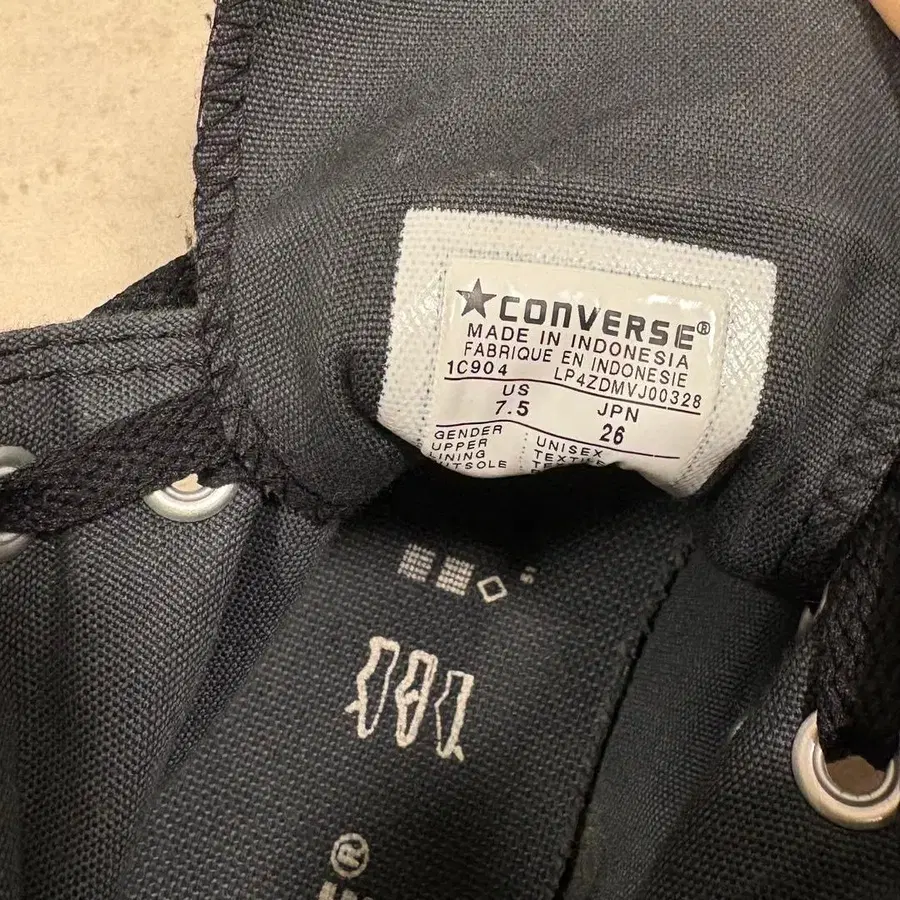 ★CONVERSE®
MADE IN INDONESIA
FABRIQUE EN INDONESIE
1C904 LP4ZDMVJ00328
US JPN
7.5 26
GENDER UNISEX
UPPER
LINING
®